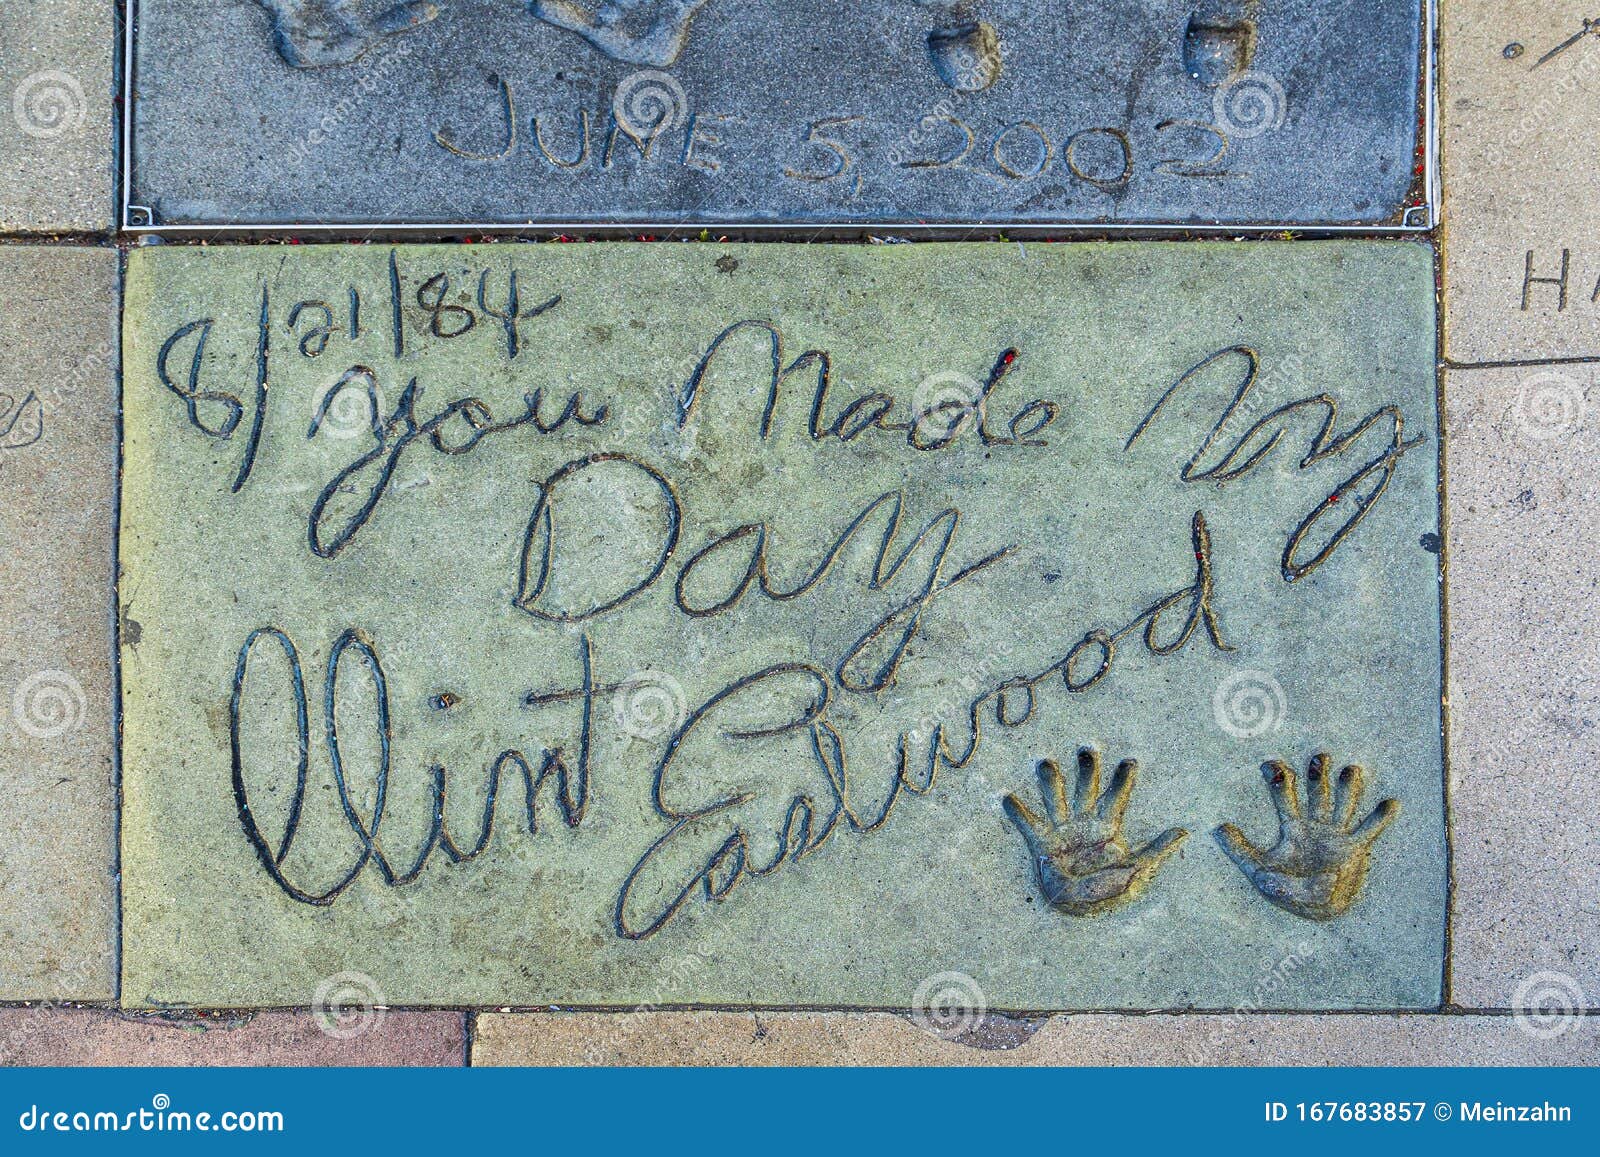 JUNE 5, 2002
8/21/84
You Made My
Day
Clint Eastwood
H
dreamstime.com
ID 167683857 © Meinzahn